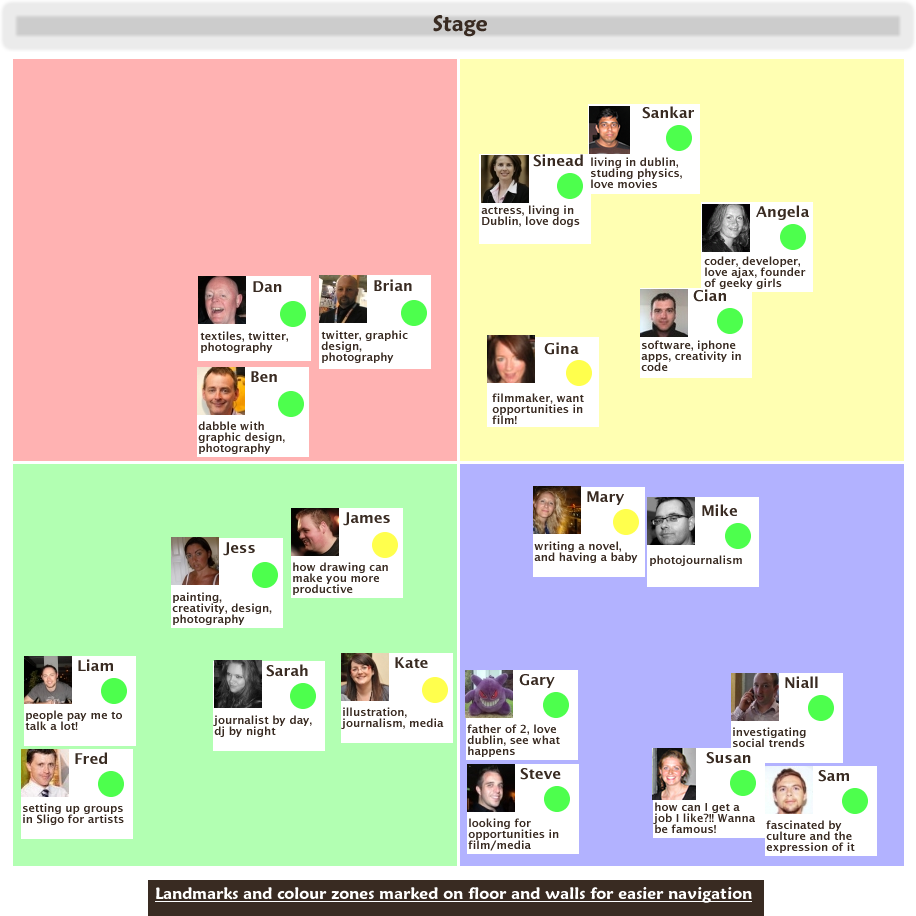 Stage
Sankar
living in dublin,
studing physics,
love movies
Sinead
actress, living in
Dublin, love dogs
Angela
coder, developer,
love ajax, founder
of geeky girls
Cian
software, iphone
apps, creativity in
code
Gina
filmmaker, want
opportunities in
film!
Dan
textiles, twitter,
photography
Brian
twitter, graphic
design,
photography
Ben
dabble with
graphic design,
photography
James
how drawing can
make you more
productive
Jess
painting,
creativity, design,
photography
Liam
people pay me to
talk a lot!
Sarah
journalist by day,
dj by night
Kate
illustration,
journalism, media
Fred
setting up groups
in Sligo for artists
Mary
writing a novel,
and having a baby
Mike
photojournalism
Gary
father of 2, love
dublin, see what
happens
Niall
investigating
social trends
Steve
looking for
opportunities in
film/media
Susan
how can I get a
job I like?!! Wanna
be famous!
Sam
fascinated by
culture and the
expression of it
Landmarks and colour zones marked on floor and walls for easier navigation